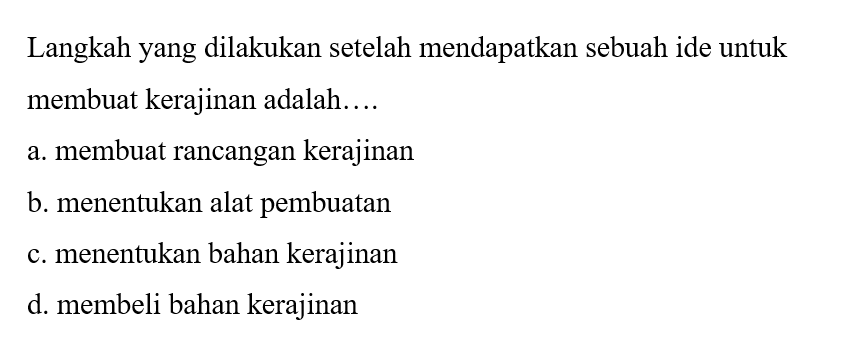 Langkah yang dilakukan setelah mendapatkan sebuah ide untuk
membuat kerajinan adalah….
a. membuat rancangan kerajinan
b. menentukan alat pembuatan
c. menentukan bahan kerajinan
d. membeli bahan kerajinan